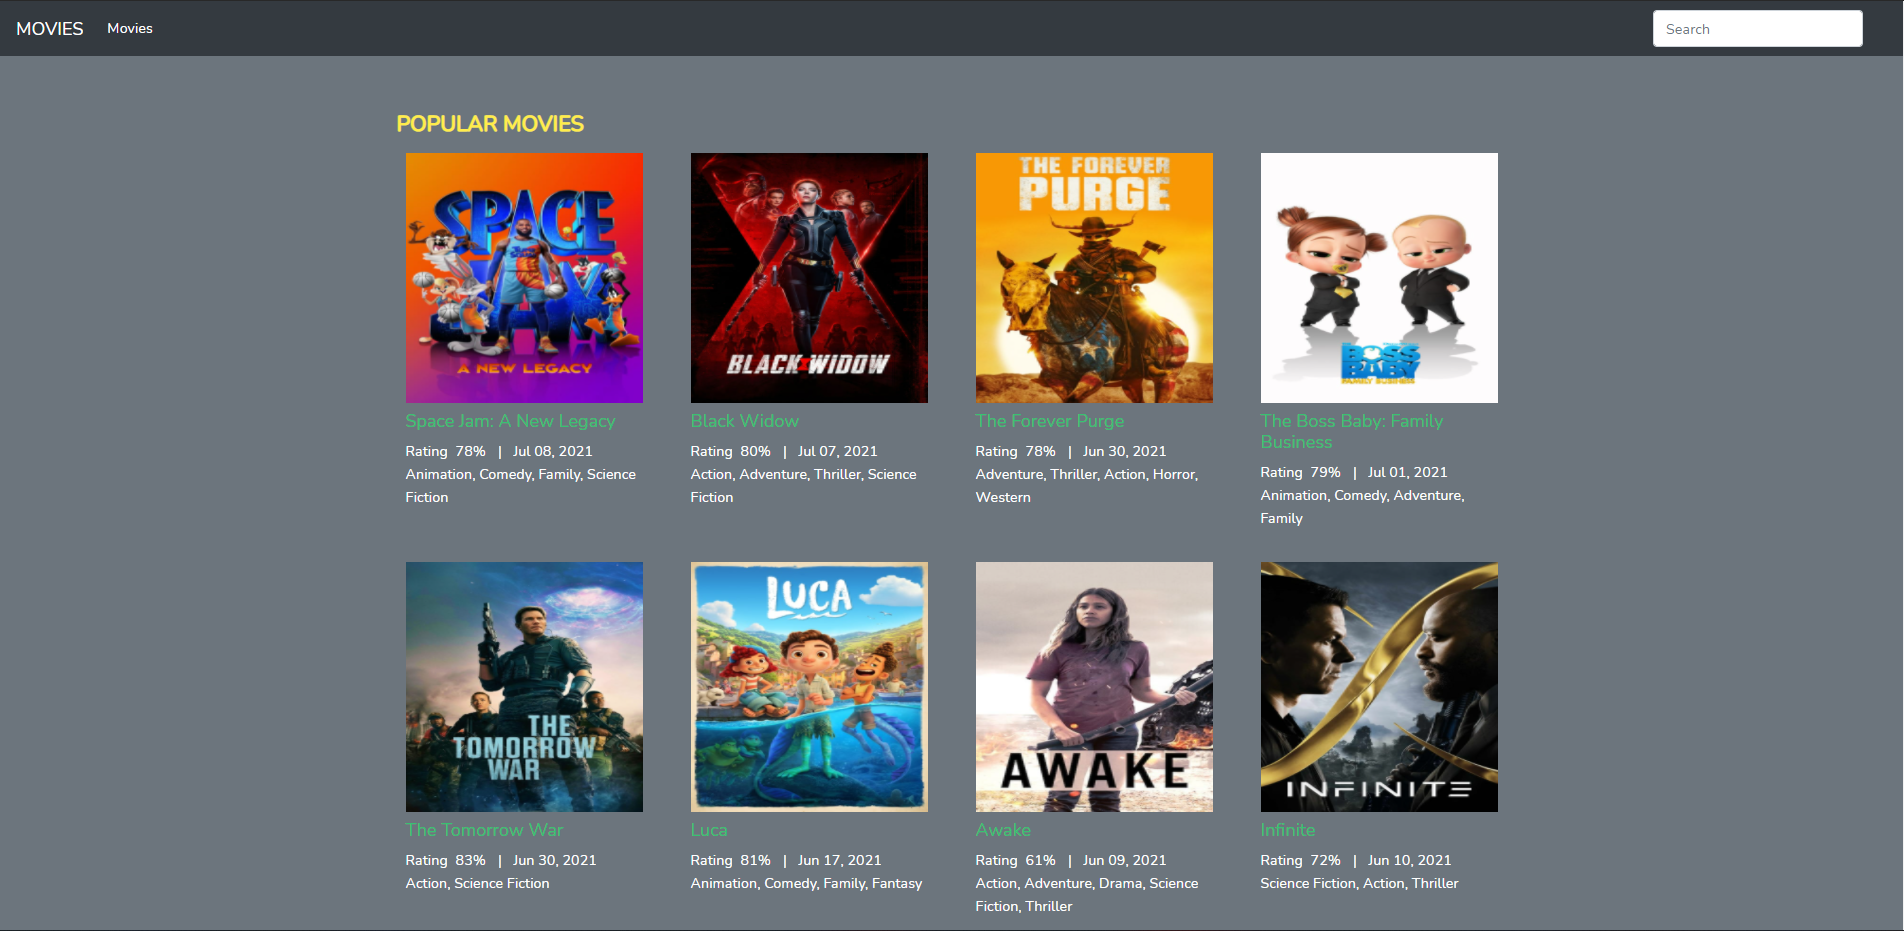 MOVIES Movies Search
POPULAR MOVIES
SPACE
JAM
A NEW LEGACY
Space Jam: A New Legacy
Rating 78% | Jul 08, 2021
Animation, Comedy, Family, Science
Fiction
BLACK WIDOW
Black Widow
Rating 80% | Jul 07, 2021
Action, Adventure, Thriller, Science
Fiction
THE FOREVER
PURGE
The Forever Purge
Rating 78% | Jun 30, 2021
Adventure, Thriller, Action, Horror,
Western
BOSS
BABY
FAMILY BUSINESS
The Boss Baby: Family
Business
Rating 79% | Jul 01, 2021
Animation, Comedy, Adventure,
Family
THE
TOMORROW
WAR
The Tomorrow War
Rating 83% | Jun 30, 2021
Action, Science Fiction
LUCA
Luca
Rating 81% | Jun 17, 2021
Animation, Comedy, Family, Fantasy
AWAKE
Awake
Rating 61% | Jun 09, 2021
Action, Adventure, Drama, Science
Fiction, Thriller
INFINITE
Infinite
Rating 72% | Jun 10, 2021
Science Fiction, Action, Thriller